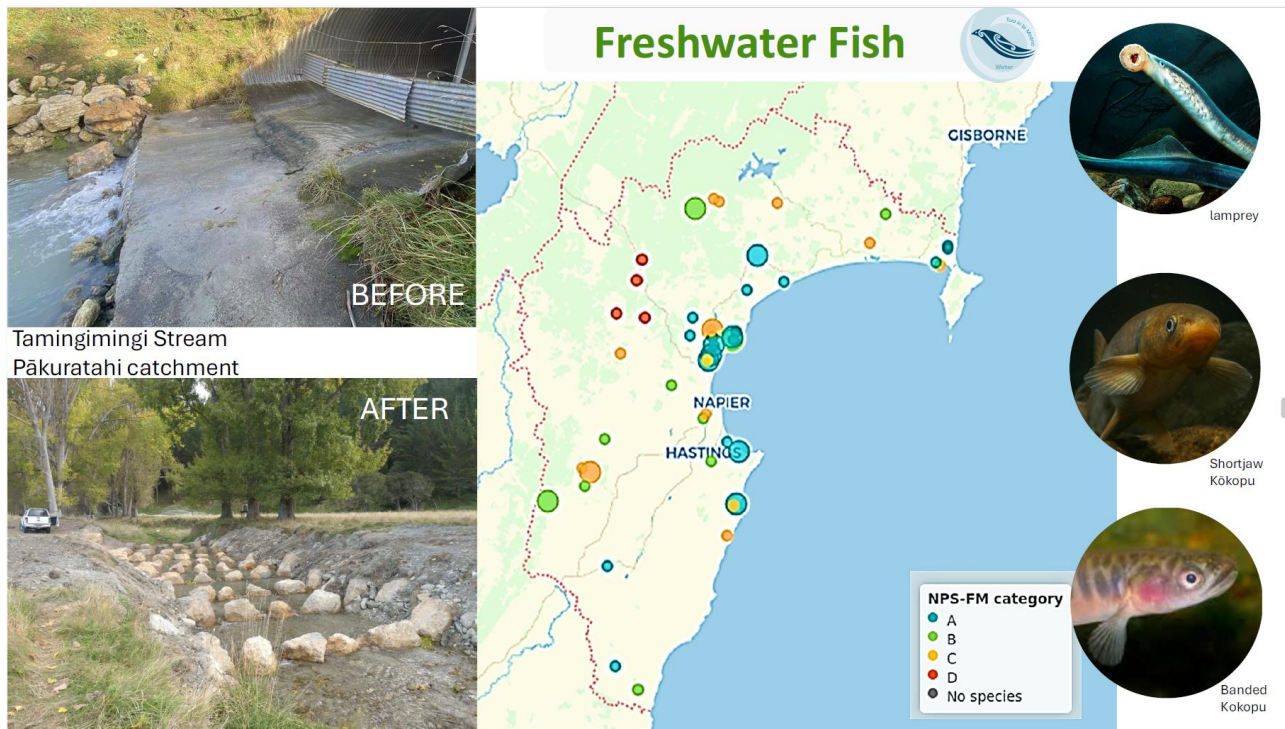 Freshwater Fish
BEFORE
Tamingimingi Stream
Pākuratahi catchment
AFTER
GISBORNE
NAPIER
HASTINGS
NPS-FM category
A
B
C
D
No species
lamprey
Shortjaw
Kōkopu
Banded
Kokopu